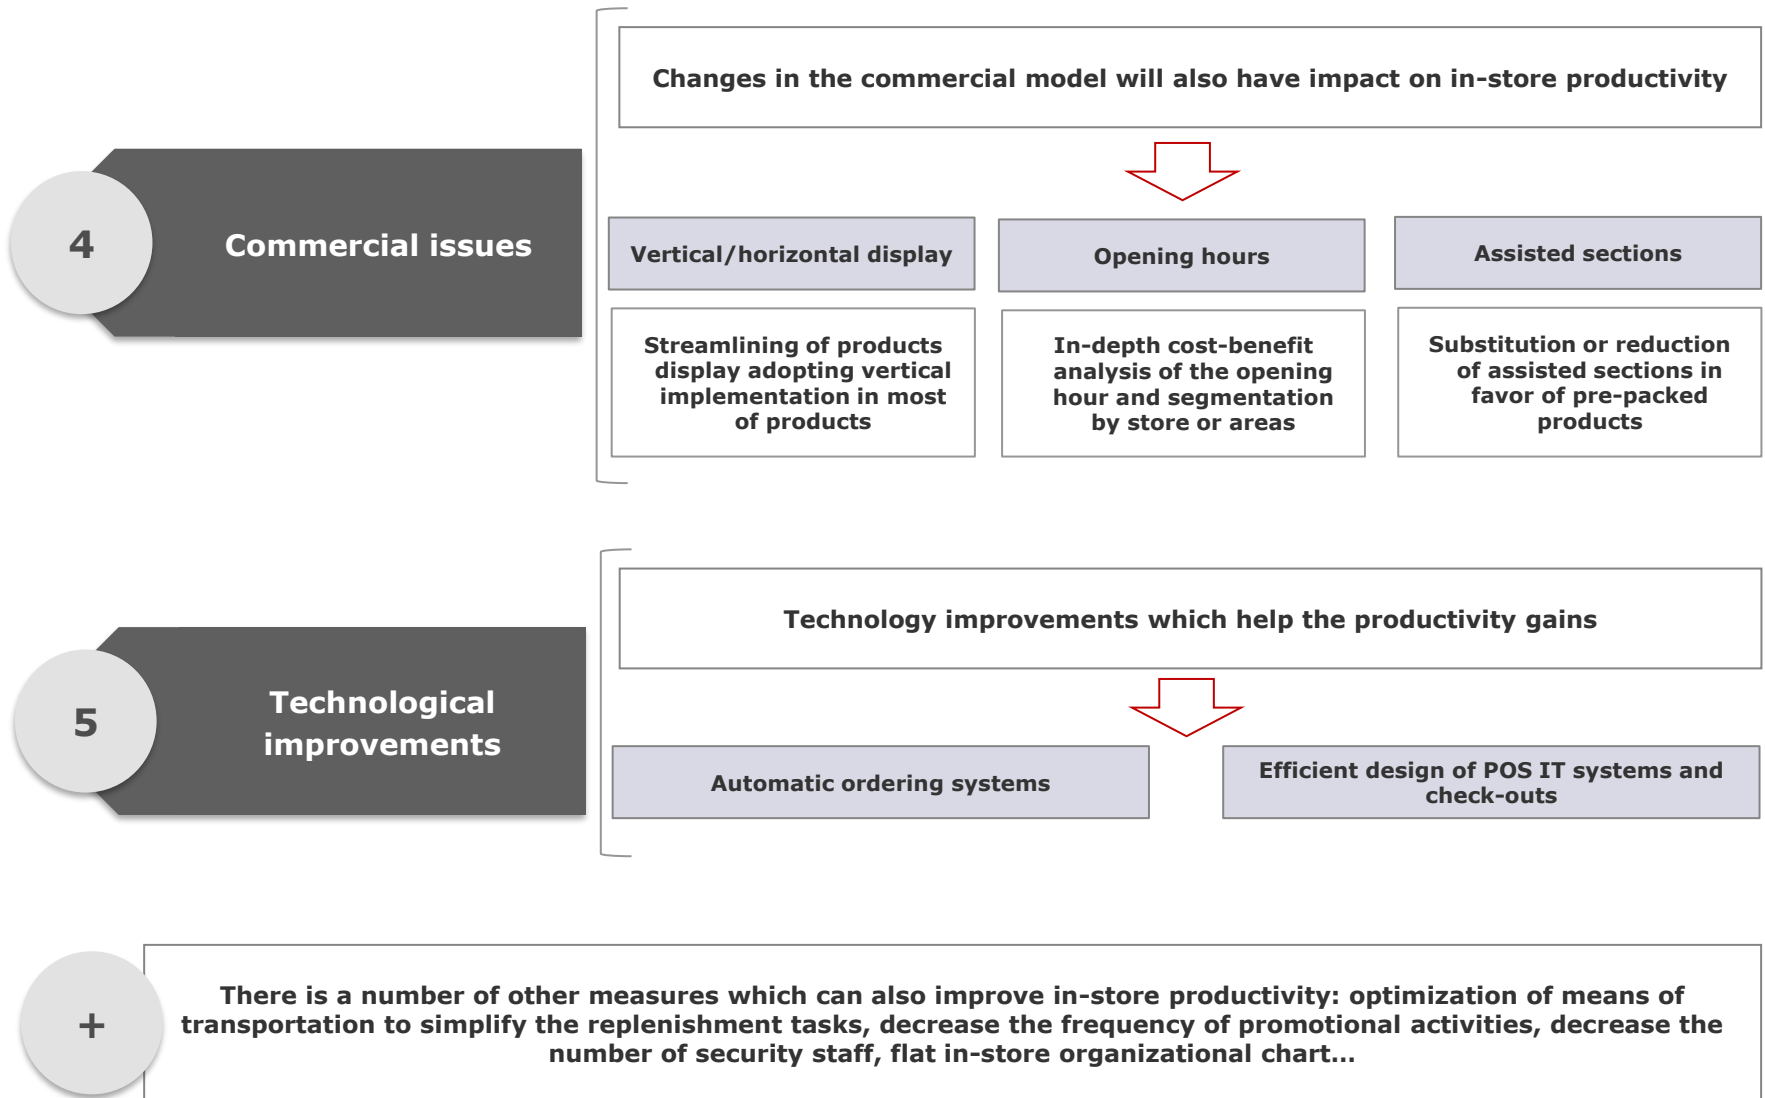 Changes in the commercial model will also have impact on in-store productivity
4
Commercial issues
Vertical/horizontal display
Opening hours
Assisted sections
Streamlining of products
display adopting vertical
implementation in most
of products
In-depth cost-benefit
analysis of the opening
hour and segmentation
by store or areas
Substitution or reduction
of assisted sections in
favor of pre-packed
products
Technology improvements which help the productivity gains
5
Technological
improvements
Automatic ordering systems
Efficient design of POS IT systems and
check-outs
+
There is a number of other measures which can also improve in-store productivity: optimization of means of
transportation to simplify the replenishment tasks, decrease the frequency of promotional activities, decrease the
number of security staff, flat in-store organizational chart…